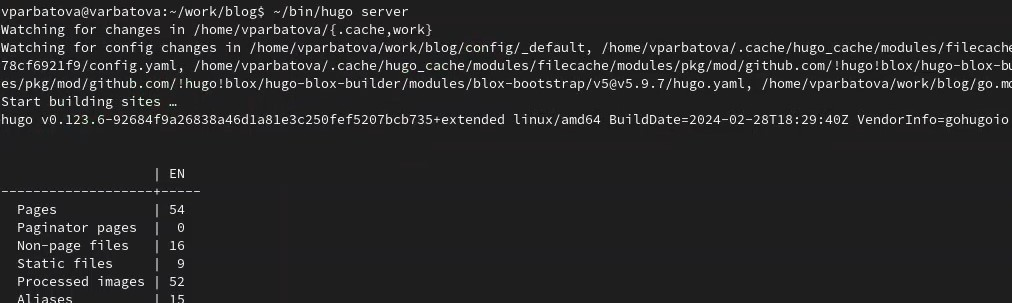 vparbatova@varbatova:~/work/blog$ ~/bin/hugo server
Watching for changes in /home/vparbatova/{.cache,work}
Watching for config changes in /home/vparbatova/work/blog/config/_default, /home/vparbatova/.cache/hugo_cache/modules/filecache
78cf6921f9/config.yaml, /home/vparbatova/.cache/hugo_cache/modules/filecache/modules/pkg/mod/github.com/!hugo!blox/hugo-blox-bu
es/pkg/mod/github.com/!hugo!blox/hugo-blox-builder/modules/blox-bootstrap/v5@v5.9.7/hugo.yaml, /home/vparbatova/work/blog/go.mo
Start building sites …
hugo v0.123.6-92684f9a26838a46d1a81e3c250fef5207bcb735+extended linux/amd64 BuildDate=2024-02-28T18:29:40Z VendorInfo=gohugoio
| EN
-------------------+-----
Pages | 54
Paginator pages | 0
Non-page files | 16
Static files | 9
Processed images | 52
Aliases | 15